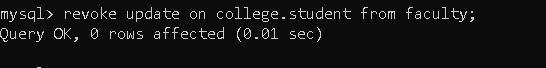 mysql> revoke update on college.student from faculty;
Query OK, 0 rows affected (0.01 sec)